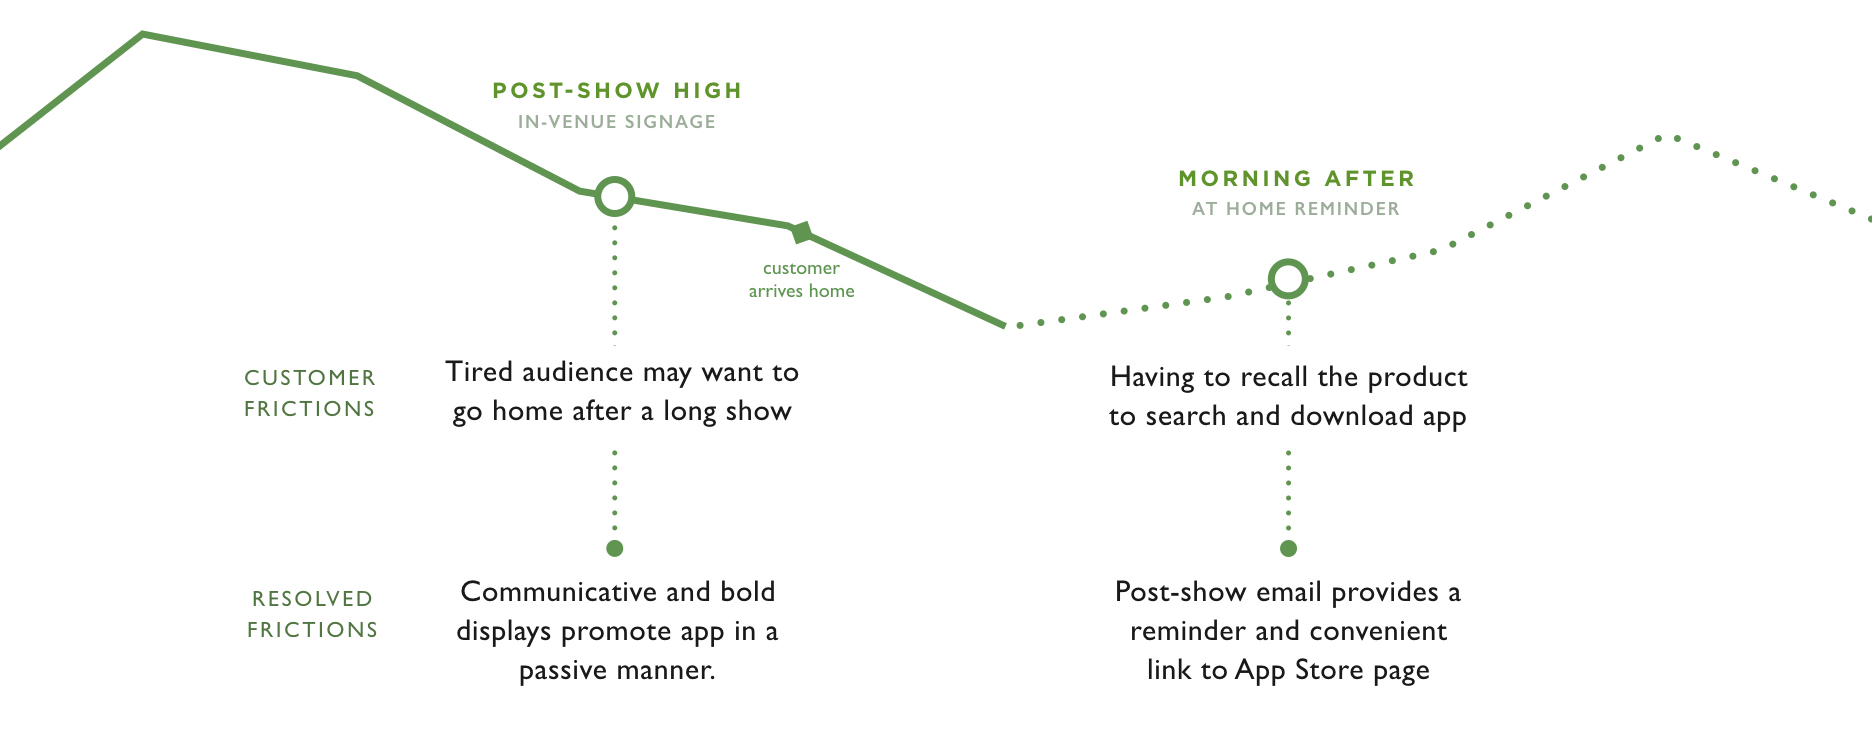 POST-SHOW HIGH
IN-VENUE SIGNAGE
MORNING AFTER
AT HOME REMINDER
customer
arrives home
CUSTOMER
FRICTIONS
Tired audience may want to
go home after a long show
Having to recall the product
to search and download app
RESOLVED
FRICTIONS
Communicative and bold
displays promote app in a
passive manner.
Post-show email provides a
reminder and convenient
link to App Store page